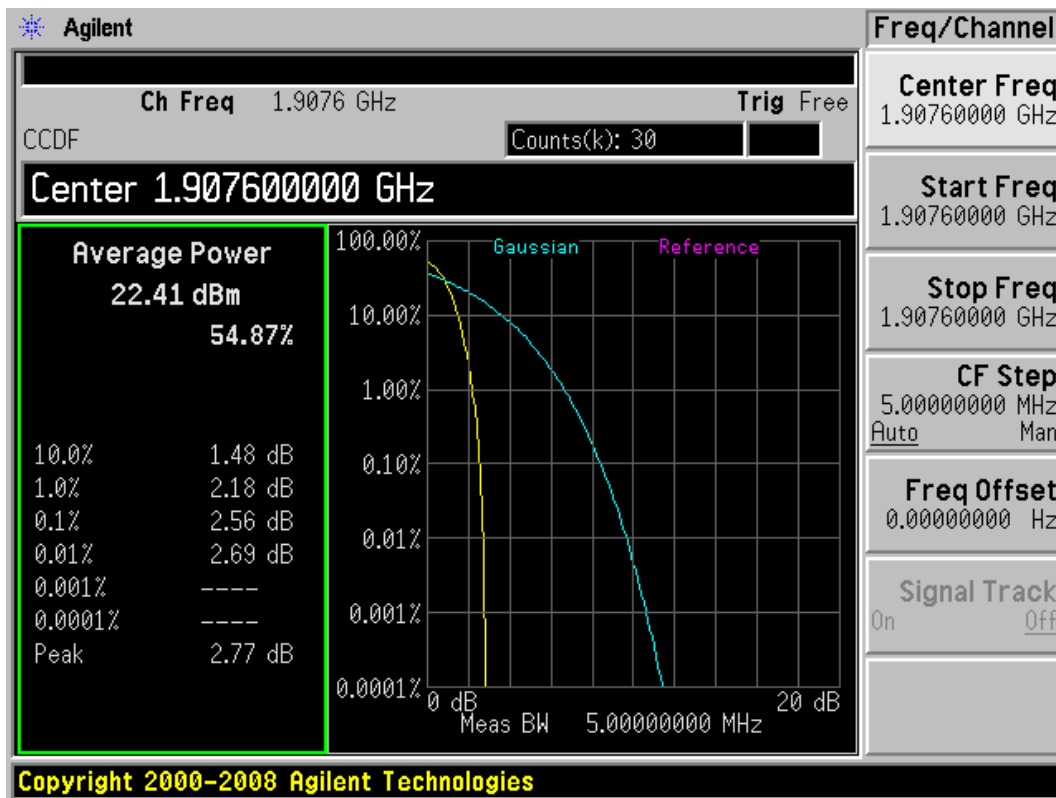 Agilent
Freq/Channel
Ch Freq 1.9076 GHz
Trig Free
CCDF
Counts(k): 30
Center 1.907600000 GHz
Average Power
22.41 dBm
54.87%
10.0% 1.48 dB
1.0% 2.18 dB
0.1% 2.56 dB
0.01% 2.69 dB
0.001% ----
0.0001% ----
Peak 2.77 dB
Gaussian
Reference
100.00%
10.00%
1.00%
0.10%
0.01%
0.001%
0.0001%
0 dB
20 dB
Meas BW 5.00000000 MHz
Center Freq
1.90760000 GHz
Start Freq
1.90760000 GHz
Stop Freq
1.90760000 GHz
CF Step
5.00000000 MHz
Auto Man
Freq Offset
0.00000000 Hz
Signal Track
On Off
Copyright 2000-2008 Agilent Technologies